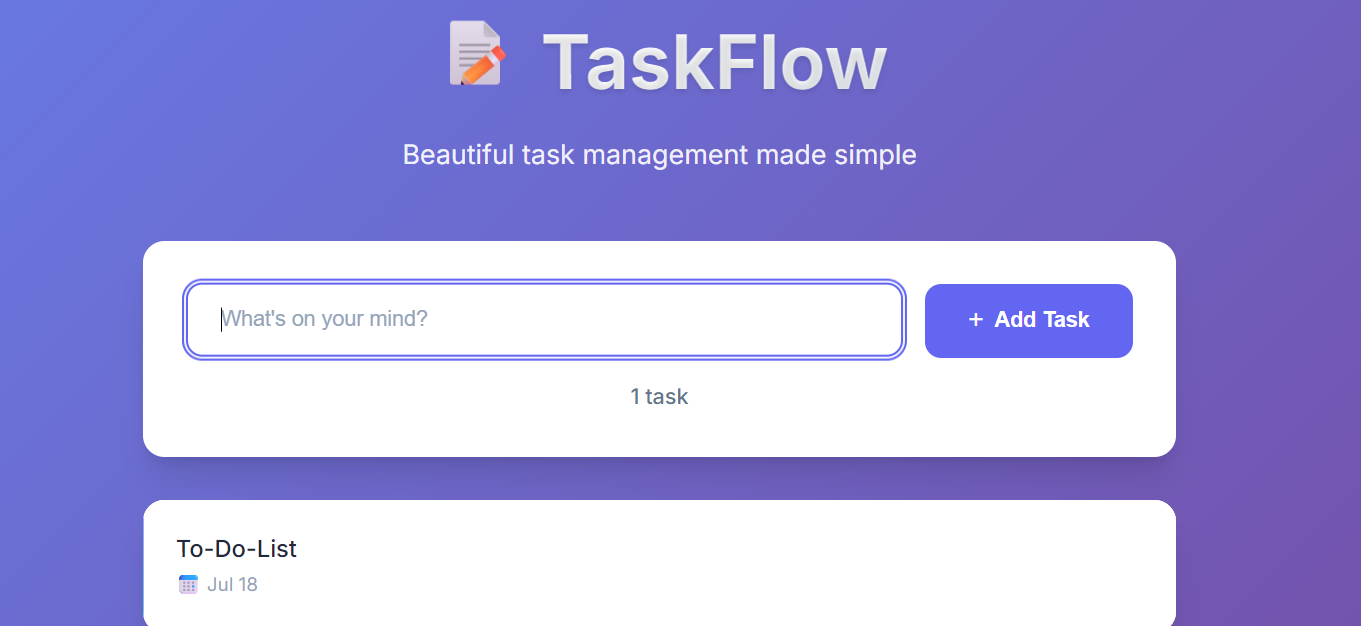 TaskFlow
Beautiful task management made simple
What's on your mind?
+ Add Task
1 task
To-Do-List
Jul 18